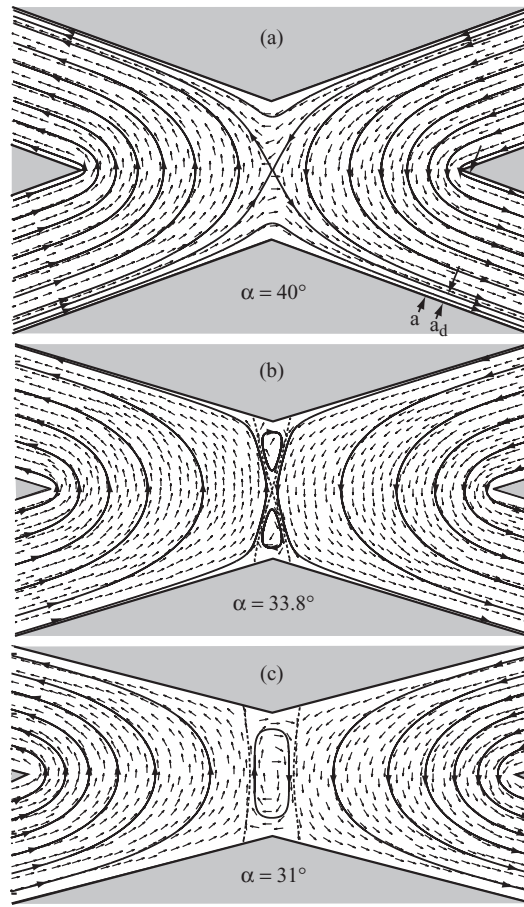 (a)
α = 40°
a
a_d
(b)
α = 33.8°
(c)
α = 31°